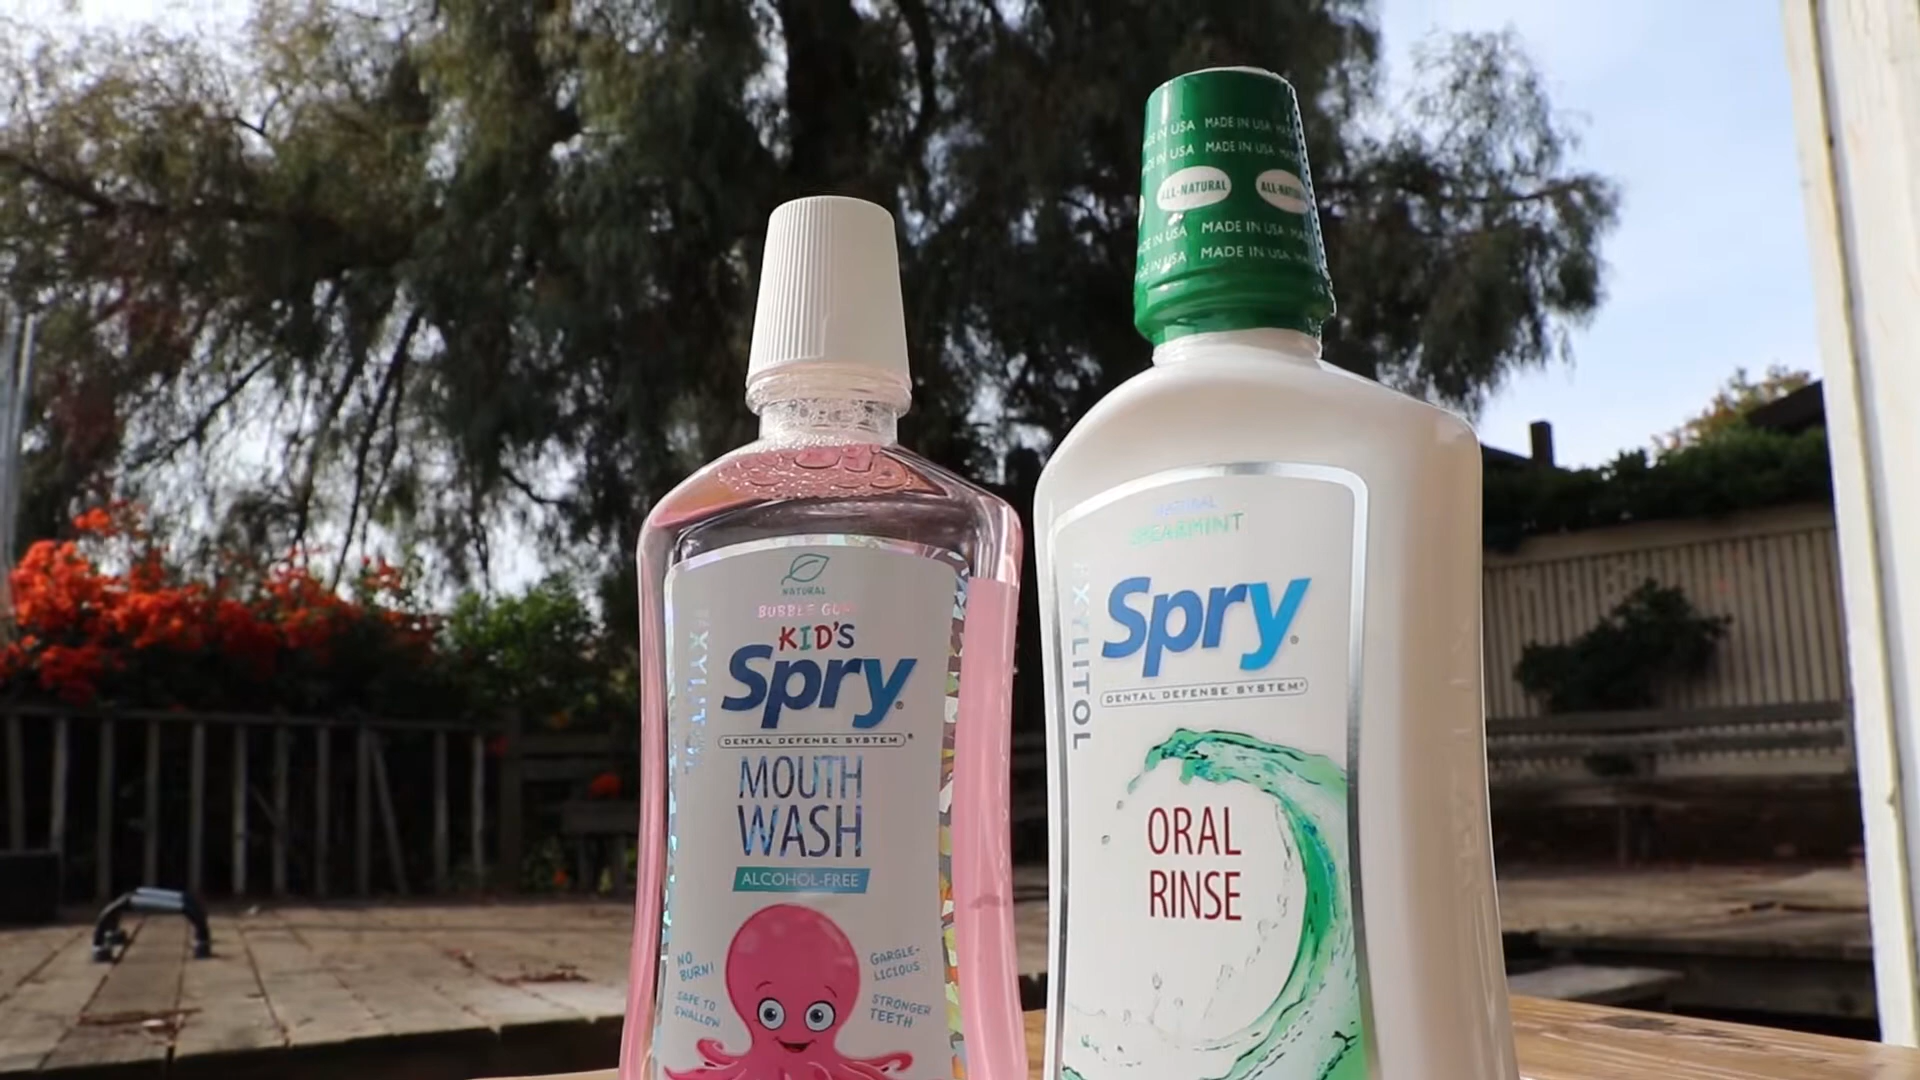 NATURAL
BUBBLE GUM
KID'S
Spry®
DENTAL DEFENSE SYSTEM®
MOUTH
WASH
ALCOHOL-FREE
NO
BURN!
SAFE TO
SWALLOW
GARGLE-
LICIOUS
STRONGER
TEETH
XYLITOL
MADE IN USA MADE IN USA
MADE IN USA MADE IN USA
ALL-NATURAL ALL-NATURAL
MADE IN USA MADE IN USA
MADE IN USA MADE IN USA
NATURAL
SPEARMINT
XYLITOL
Spry®
DENTAL DEFENSE SYSTEM®
ORAL
RINSE